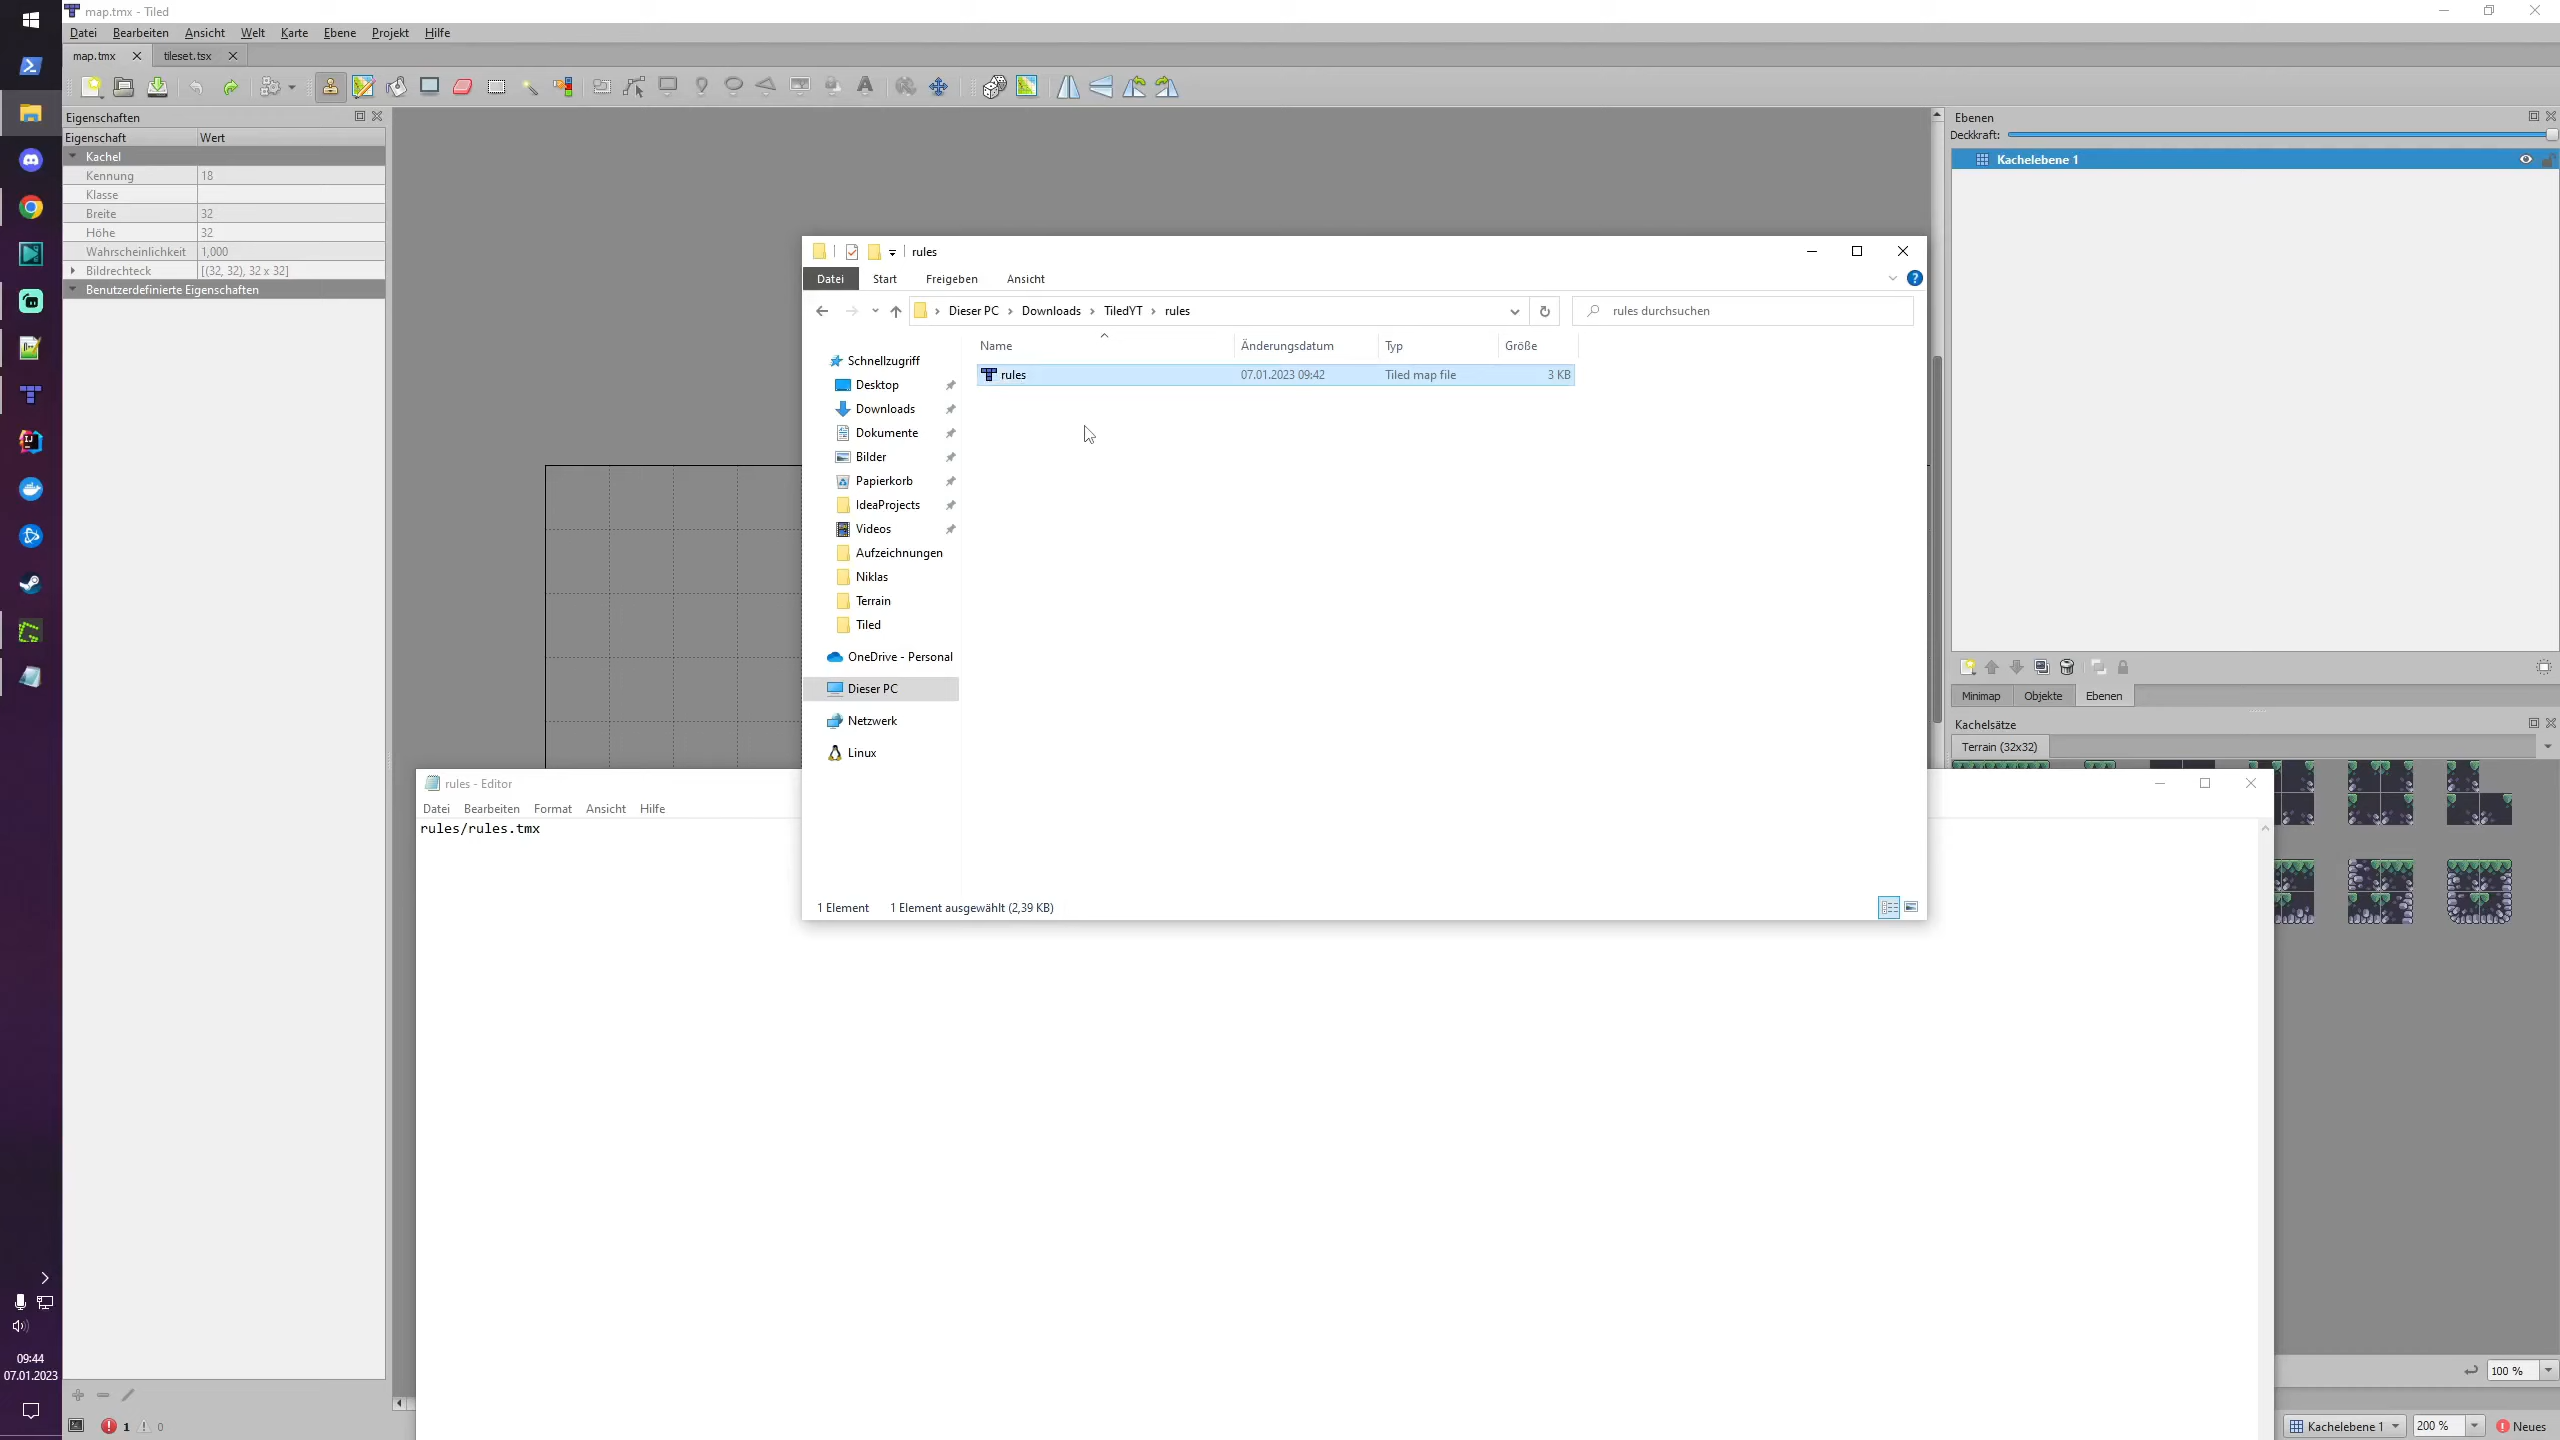 map.tmx - Tiled
Datei Bearbeiten Ansicht Welt Karte Ebene Projekt Hilfe
map.tmx tileset.tsx
Eigenschaften
Eigenschaft Wert
Kachel
Kennung 18
Klasse
Breite 32
Höhe 32
Wahrscheinlichkeit 1,000
Bildrechteck [(32, 32), 32 x 32]
Benutzerdefinierte Eigenschaften
rules
Datei Start Freigeben Ansicht
Dieser PC Downloads TiledYT rules
rules durchsuchen
Name Änderungsdatum Typ Größe
rules 07.01.2023 09:42 Tiled map file 3 KB
Schnellzugriff
Desktop
Downloads
Dokumente
Bilder
Papierkorb
IdeaProjects
Videos
Aufzeichnungen
Niklas
Terrain
Tiled
OneDrive - Personal
Dieser PC
Netzwerk
Linux
1 Element 1 Element ausgewählt (2,39 KB)
rules - Editor
Datei Bearbeiten Format Ansicht Hilfe
rules/rules.tmx
Ebenen
Deckkraft:
Kachelebene 1
Minimap Objekte Ebenen
Kachelsätze
Terrain (32x32)
100 %
Kachelebene 1 200 % Neues
1 0
09:44
07.01.2023